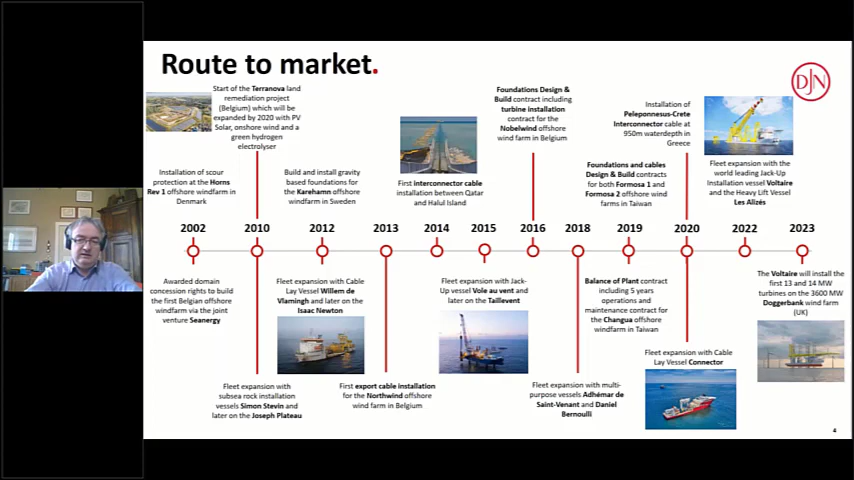 Route to market.
DJN
Start of the Terranova land
remediation project
(Belgium) which will be
expanded by 2020 with PV
Solar, onshore wind and a
green hydrogen
electrolyser
Installation of scour
protection at the Horns
Rev 1 offshore windfarm in
Denmark
Build and install gravity
based foundations for
the Karehamn offshore
windfarm in Sweden
First interconnector cable
installation between Qatar
and Halul Island
Foundations Design &
Build contract including
turbine installation
contract for the
Nobelwind offshore
wind farm in Belgium
Foundations and cables
Design & Build contracts
for both Formosa 1 and
Formosa 2 offshore wind
farms in Taiwan
Installation of
Peleponnesus-Crete
Interconnector cable at
950m waterdepth in
Greece
Fleet expansion with the
world leading Jack-Up
Installation vessel Voltaire
and the Heavy Lift Vessel
Les Alizés
2002 2010 2012 2013 2014 2015 2016 2018 2019 2020 2022 2023
Awarded domain
concession rights to build
the first Belgian offshore
windfarm via the joint
venture Seanergy
Fleet expansion with
subsea rock installation
vessels Simon Stevin and
later on the Joseph Plateau
Fleet expansion with Cable
Lay Vessel Willem de
Vlamingh and later on the
Isaac Newton
First export cable installation
for the Northwind offshore
wind farm in Belgium
Fleet expansion with Jack-
Up vessel Vole au vent and
later on the Taillevent
Fleet expansion with multi-
purpose vessels Adhémar de
Saint-Venant and Daniel
Bernoulli
Balance of Plant contract
including 5 years
operations and
maintenance contract for
the Changua offshore
windfarm in Taiwan
Fleet expansion with Cable
Lay Vessel Connector
The Voltaire will install the
first 13 and 14 MW
turbines on the 3600 MW
Doggerbank wind farm
(UK)
4